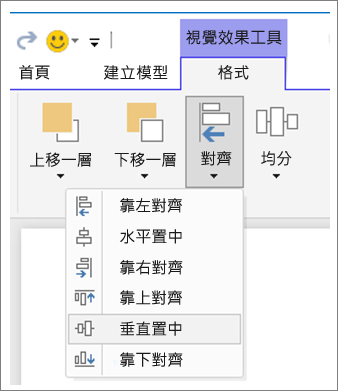 視覺效果工具
首頁 建立模型 格式
上移一層 下移一層 對齊 均分
靠左對齊
水平置中
靠右對齊
靠上對齊
垂直置中
靠下對齊